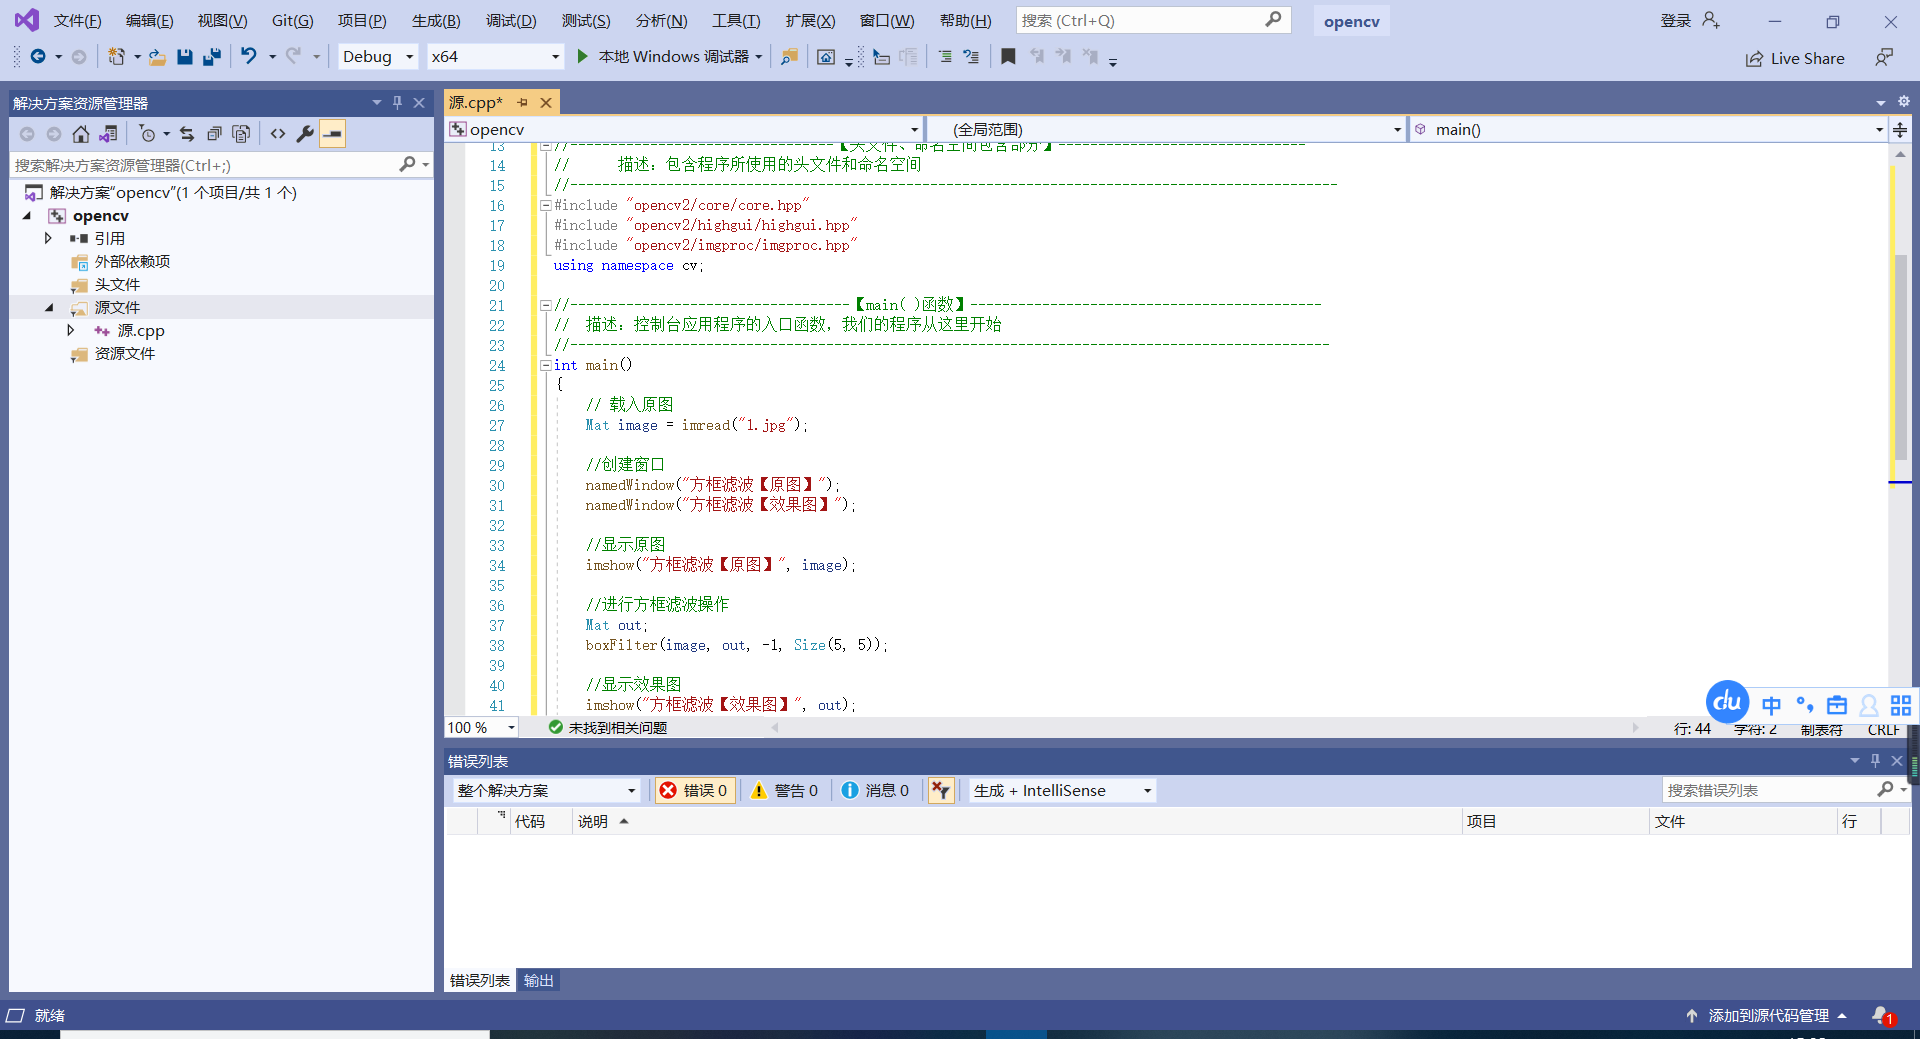 文件(F) 编辑(E) 视图(V) Git(G) 项目(P) 生成(B) 调试(D) 测试(S) 分析(N) 工具(T) 扩展(X) 窗口(W) 帮助(H) 搜索 (Ctrl+Q) opencv 登录
Debug x64 本地 Windows 调试器 Live Share
解决方案资源管理器
搜索解决方案资源管理器(Ctrl+;)
解决方案"opencv"(1 个项目/共 1 个)
opencv
引用
外部依赖项
头文件
源文件
源.cpp
资源文件
源.cpp*
opencv (全局范围) main()
13 //---------------------------------【头文件、命名空间包含部分】-------------------------------
14 //      描述：包含程序所使用的头文件和命名空间
15 //------------------------------------------------------------------------------------------------
16 #include "opencv2/core/core.hpp"
17 #include "opencv2/highgui/highgui.hpp"
18 #include "opencv2/imgproc/imgproc.hpp"
19 using namespace cv;
20
21 //-----------------------------------【main( )函数】--------------------------------------------
22 //  描述：控制台应用程序的入口函数，我们的程序从这里开始
23 //-----------------------------------------------------------------------------------------------
24 int main()
25 {
26     // 载入原图
27     Mat image = imread("1.jpg");
28
29     //创建窗口
30     namedWindow("方框滤波【原图】");
31     namedWindow("方框滤波【效果图】");
32
33     //显示原图
34     imshow("方框滤波【原图】", image);
35
36     //进行方框滤波操作
37     Mat out;
38     boxFilter(image, out, -1, Size(5, 5));
39
40     //显示效果图
41     imshow("方框滤波【效果图】", out);
du 中
100 % 未找到相关问题 行: 44 字符: 2 制表符 CRLF
错误列表
整个解决方案 错误 0 警告 0 消息 0 生成 + IntelliSense 搜索错误列表
代码 说明 项目 文件 行
错误列表 输出
就绪 添加到源代码管理 1